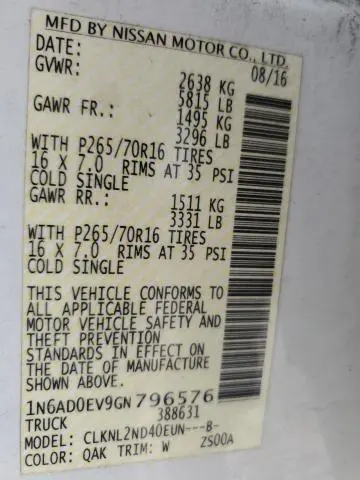 MFD BY NISSAN MOTOR CO., LTD.
DATE: 08/16
GVWR: 2638 KG
5815 LB
GAWR FR.: 1495 KG
3296 LB
WITH P265/70R16 TIRES
16 X 7.0 RIMS AT 35 PSI
COLD SINGLE
GAWR RR.: 1511 KG
3331 LB
WITH P265/70R16 TIRES
16 X 7.0 RIMS AT 35 PSI
COLD SINGLE
THIS VEHICLE CONFORMS TO
ALL APPLICABLE FEDERAL
MOTOR VEHICLE SAFETY AND
THEFT PREVENTION
STANDARDS IN EFFECT ON
THE DATE OF MANUFACTURE
SHOWN ABOVE.
1N6AD0EV9GN796576
TRUCK 388631
MODEL: CLKNL2ND40EUN---B-
COLOR: QAK TRIM: W ZS00A